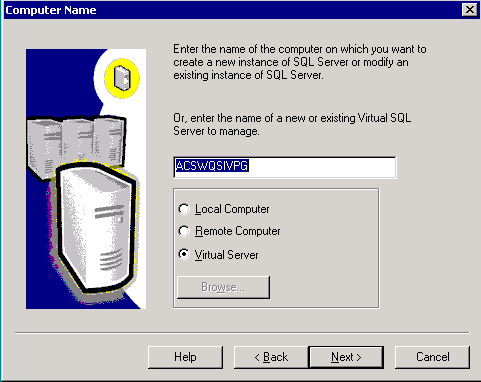 Computer Name
Enter the name of the computer on which you want to
create a new instance of SQL Server or modify an
existing instance of SQL Server.
Or, enter the name of a new or existing Virtual SQL
Server to manage.
ACSWQSIVPG
Local Computer
Remote Computer
Virtual Server
Browse...
Help
< Back
Next >
Cancel